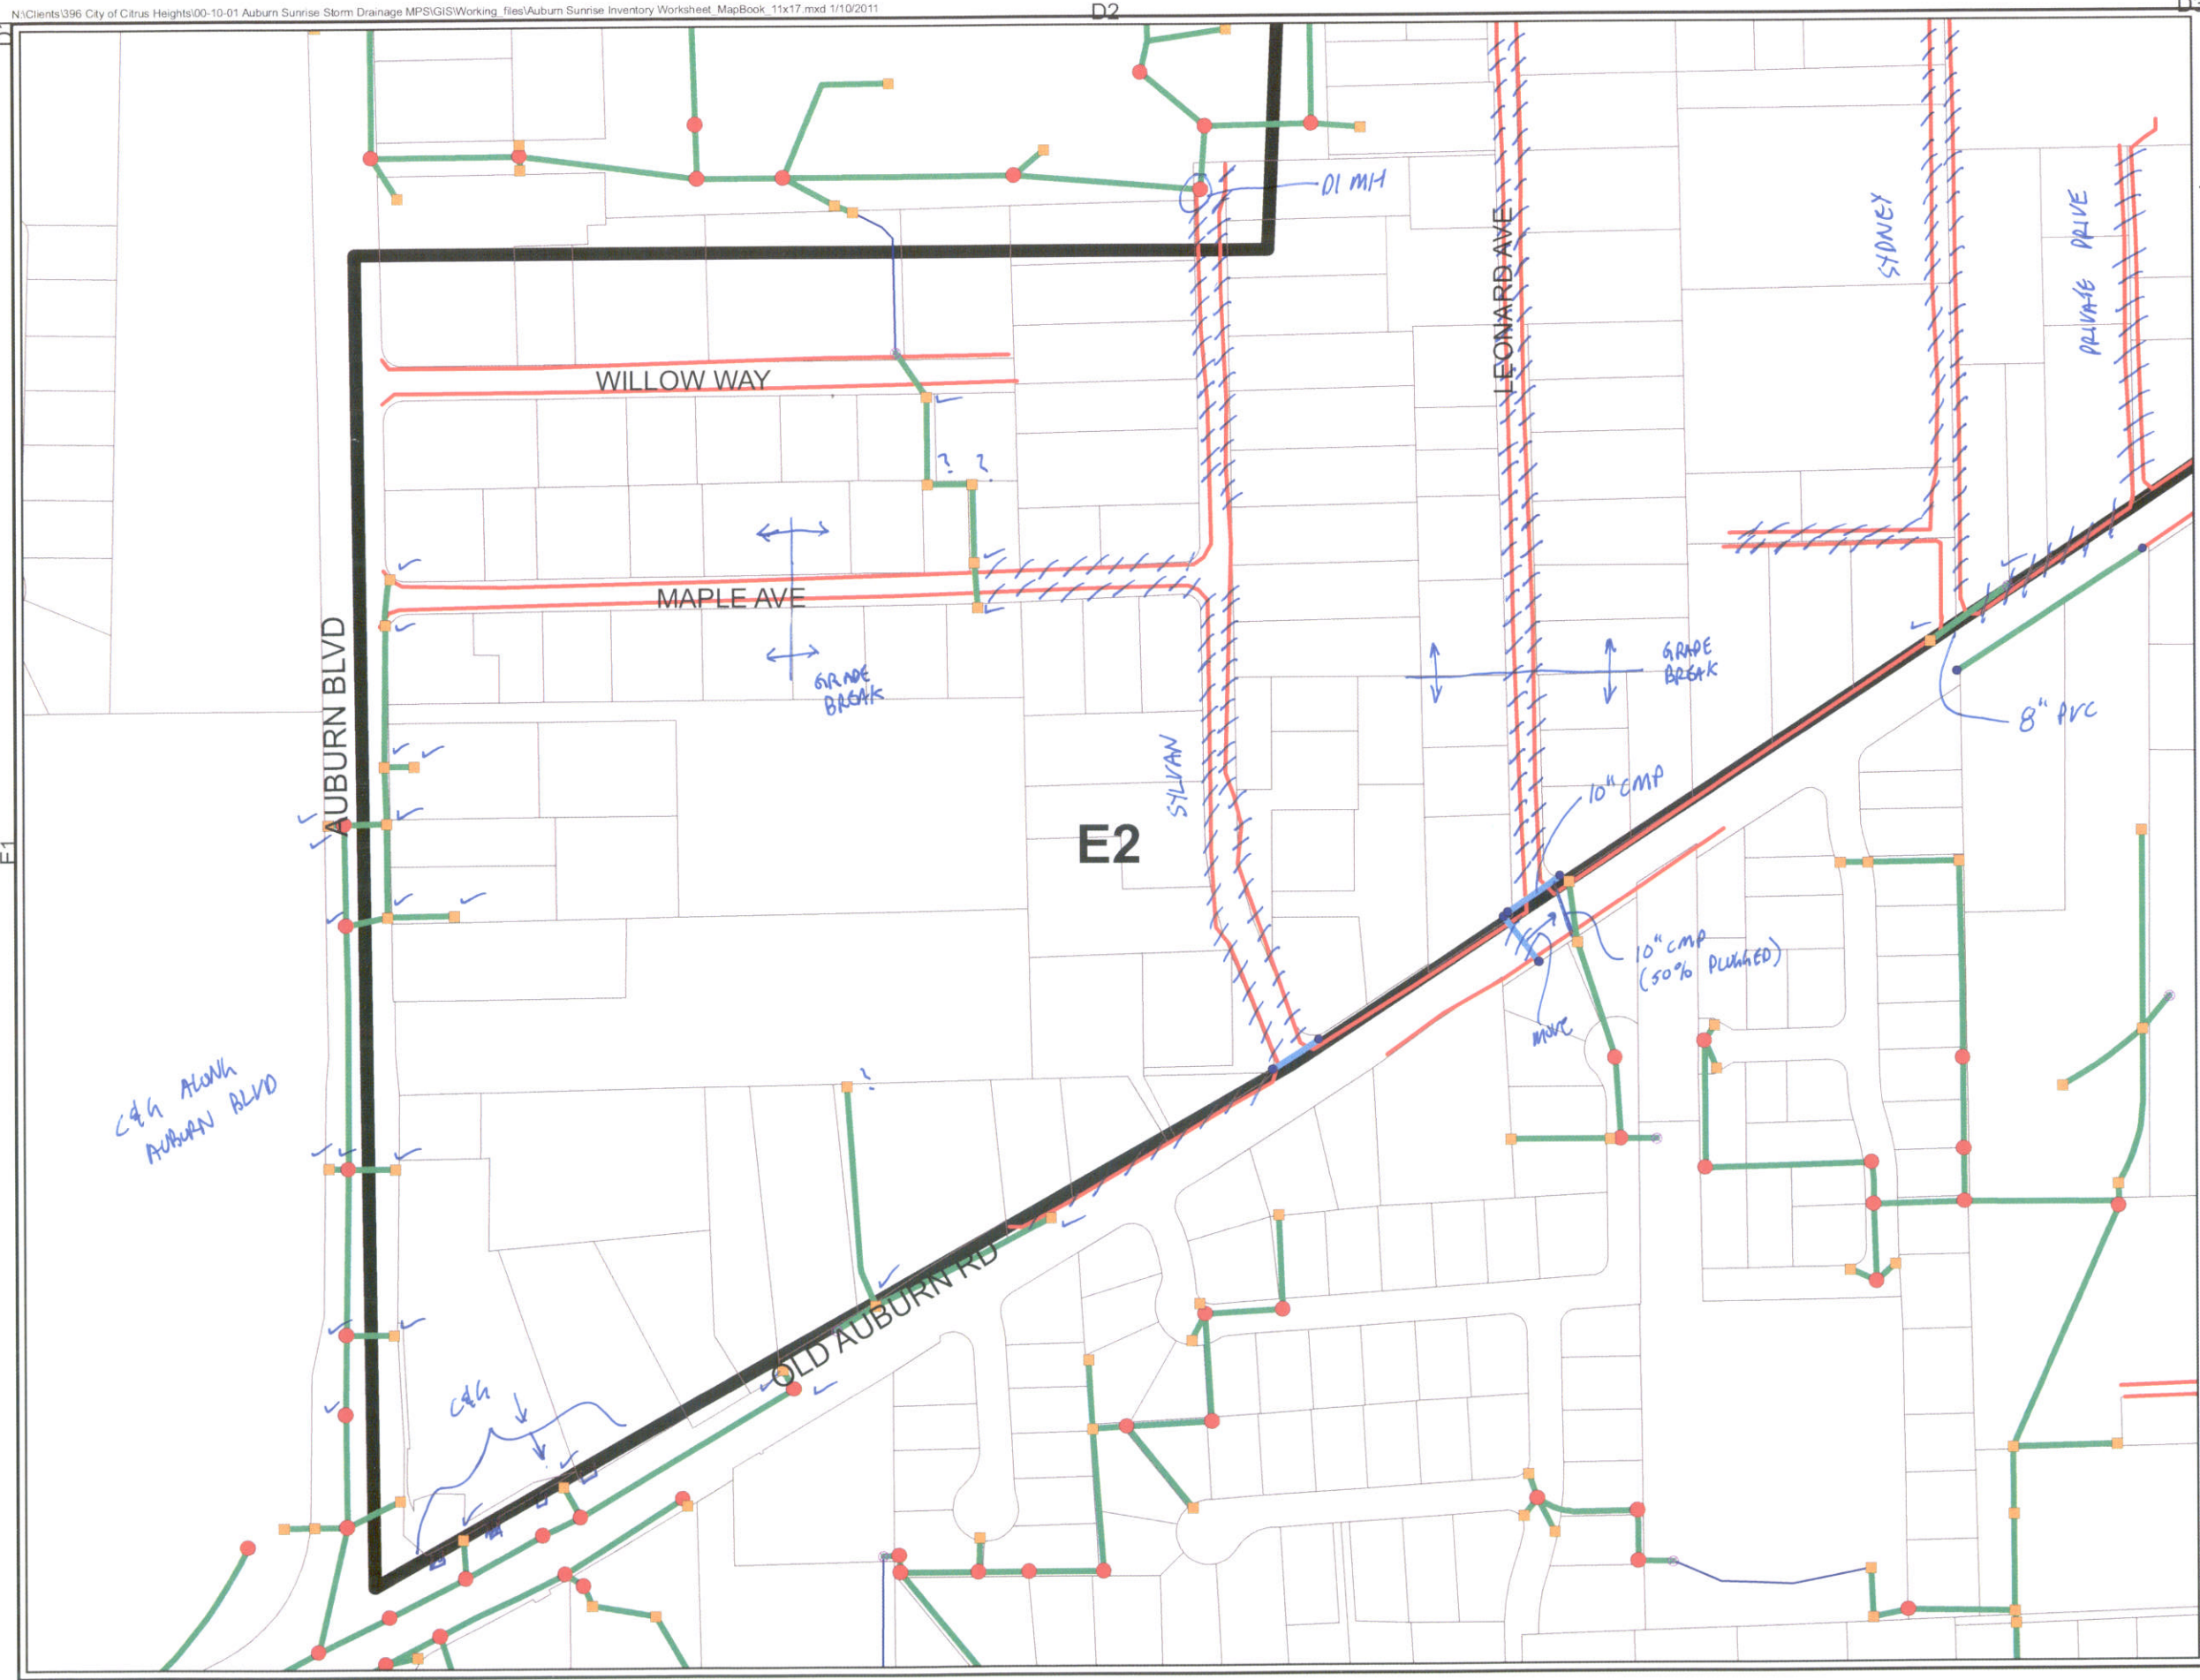 N:\Clients\396 City of Citrus Heights\00-10-01 Auburn Sunrise Storm Drainage MPS\GIS\Working_files\Auburn Sunrise Inventory Worksheet_MapBook_11x17.mxd 1/10/2011
D2
D1 MH
LEONARD AVE
SYDNEY
PRIVATE DRIVE
WILLOW WAY
? ?
MAPLE AVE
GRADE
BREAK
GRADE
BREAK
8" PVC
AUBURN BLVD
SYLVAN
10" CMP
E2
E1
10" CMP
(50% PLUGGED)
MOVE
C&G ALONG
AUBURN BLVD
?
OLD AUBURN RD
C&G